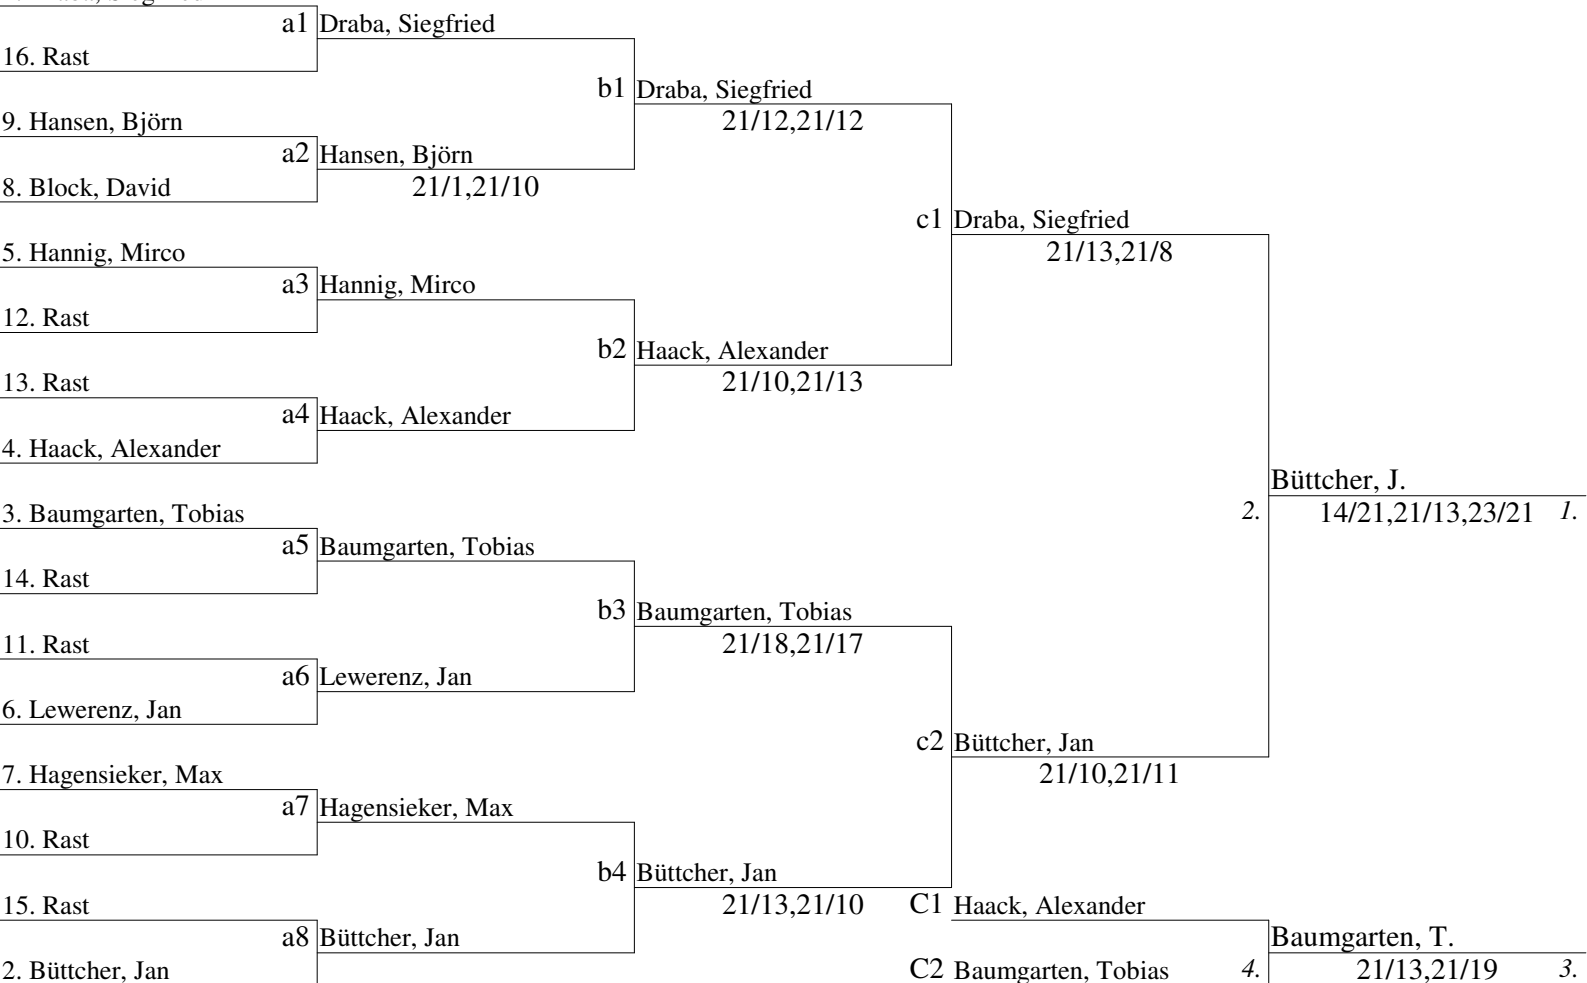 a1 Draba, Siegfried
16. Rast
b1 Draba, Siegfried
21/12,21/12
9. Hansen, Björn
a2 Hansen, Björn
21/1,21/10
8. Block, David
c1 Draba, Siegfried
21/13,21/8
5. Hannig, Mirco
a3 Hannig, Mirco
12. Rast
b2 Haack, Alexander
21/10,21/13
13. Rast
a4 Haack, Alexander
4. Haack, Alexander
Büttcher, J.
2. 14/21,21/13,23/21 1.
3. Baumgarten, Tobias
a5 Baumgarten, Tobias
14. Rast
b3 Baumgarten, Tobias
21/18,21/17
11. Rast
a6 Lewerenz, Jan
6. Lewerenz, Jan
c2 Büttcher, Jan
21/10,21/11
7. Hagensieker, Max
a7 Hagensieker, Max
10. Rast
b4 Büttcher, Jan
21/13,21/10
15. Rast
a8 Büttcher, Jan
2. Büttcher, Jan
C1 Haack, Alexander
Baumgarten, T.
C2 Baumgarten, Tobias 4. 21/13,21/19 3.